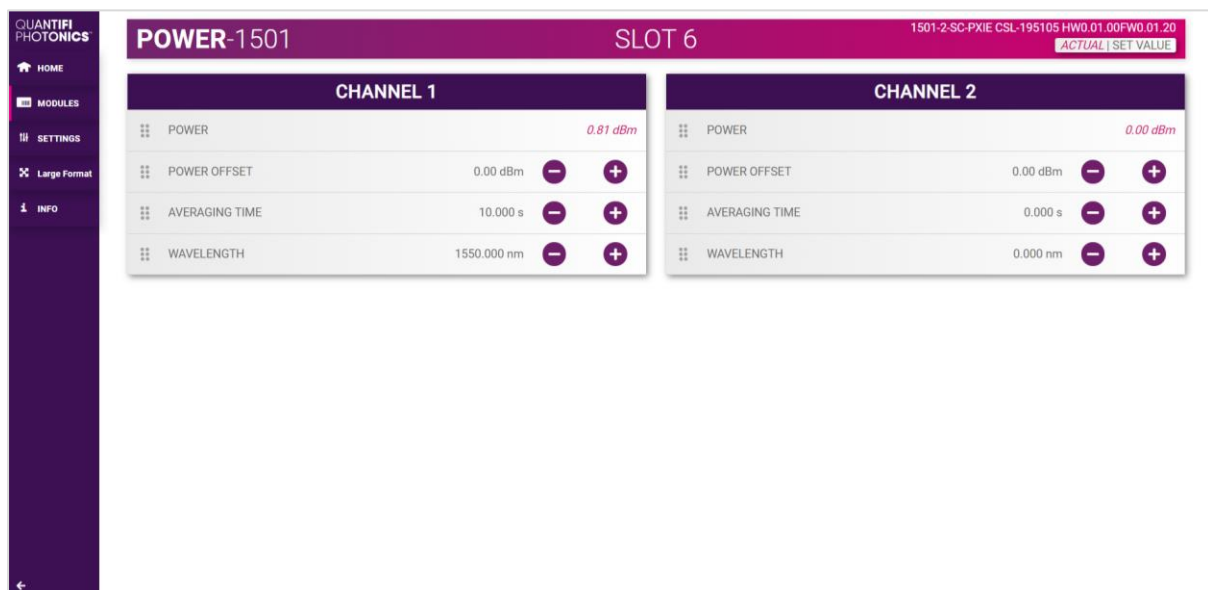 QUANTIFI
PHOTONICS
HOME
MODULES
SETTINGS
Large Format
INFO
POWER-1501
SLOT 6
1501-2-SC-PXIE CSL-195105 HW0.01.00FW0.01.20
ACTUAL | SET VALUE
CHANNEL 1
POWER 0.81 dBm
POWER OFFSET 0.00 dBm
AVERAGING TIME 10.000 s
WAVELENGTH 1550.000 nm
CHANNEL 2
POWER 0.00 dBm
POWER OFFSET 0.00 dBm
AVERAGING TIME 0.000 s
WAVELENGTH 0.000 nm